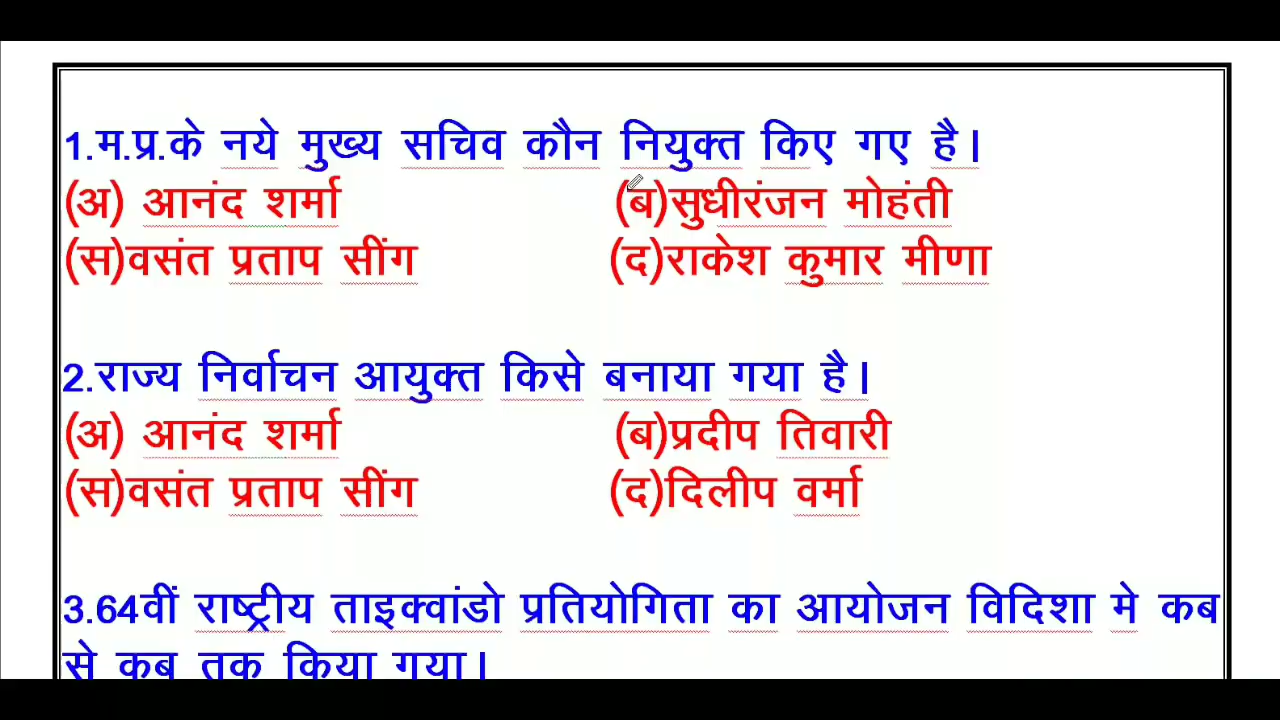 1.म.प्र.के नये मुख्य सचिव कौन नियुक्त किए गए है।
(अ) आनंद शर्मा (ब)सुधीरंजन मोहंती
(स)वसंत प्रताप सींग (द)राकेश कुमार मीणा
2.राज्य निर्वाचन आयुक्त किसे बनाया गया है।
(अ) आनंद शर्मा (ब)प्रदीप तिवारी
(स)वसंत प्रताप सींग (द)दिलीप वर्मा
3.64वीं राष्ट्रीय ताइक्वांडो प्रतियोगिता का आयोजन विदिशा मे कब
से कब तक किया गया।